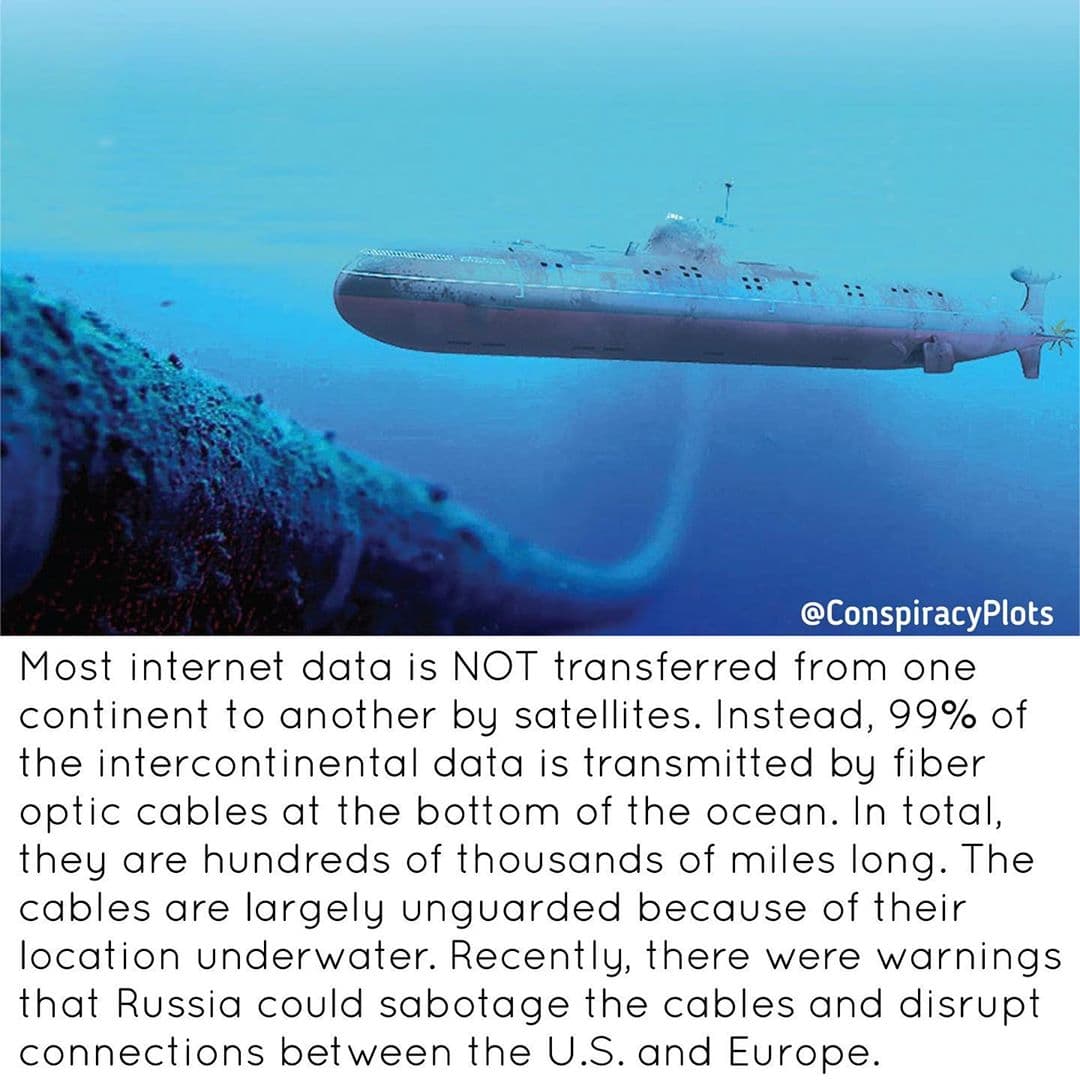 @ConspiracyPlots
Most internet data is NOT transferred from one
continent to another by satellites. Instead, 99% of
the intercontinental data is transmitted by fiber
optic cables at the bottom of the ocean. In total,
they are hundreds of thousands of miles long. The
cables are largely unguarded because of their
location underwater. Recently, there were warnings
that Russia could sabotage the cables and disrupt
connections between the U.S. and Europe.